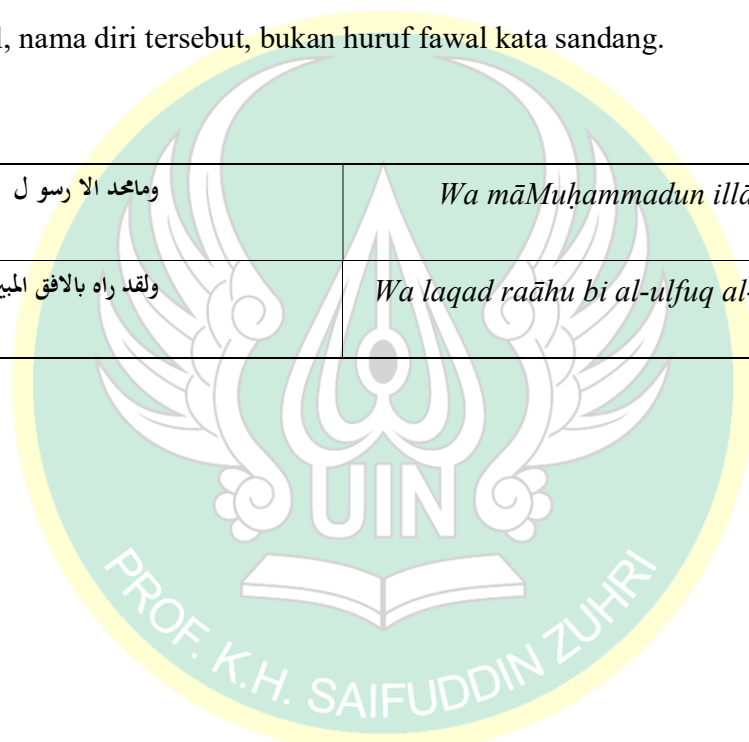 , nama diri tersebut, bukan huruf fawal kata sandang.
ومامحد الا رسو ل
Wa māMuḥammadun illā
ولقد راه بالافق المبي
Wa laqad raāhu bi al-ulfuq al-
UIN
PROF. K.H. SAIFUDDIN ZUHRI